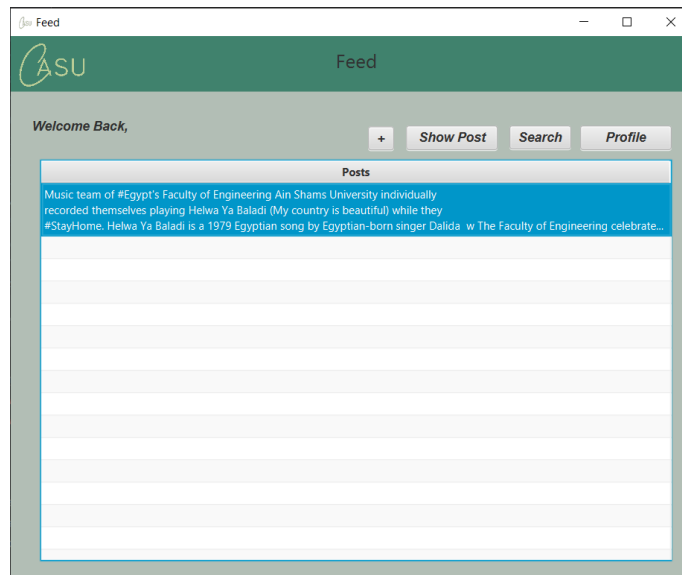 Feed
ASU
Feed
Welcome Back,
+
Show Post
Search
Profile
Posts
Music team of #Egypt's Faculty of Engineering Ain Shams University individually
recorded themselves playing Helwa Ya Baladi (My country is beautiful) while they
#StayHome. Helwa Ya Baladi is a 1979 Egyptian song by Egyptian-born singer Dalida w The Faculty of Engineering celebrate...